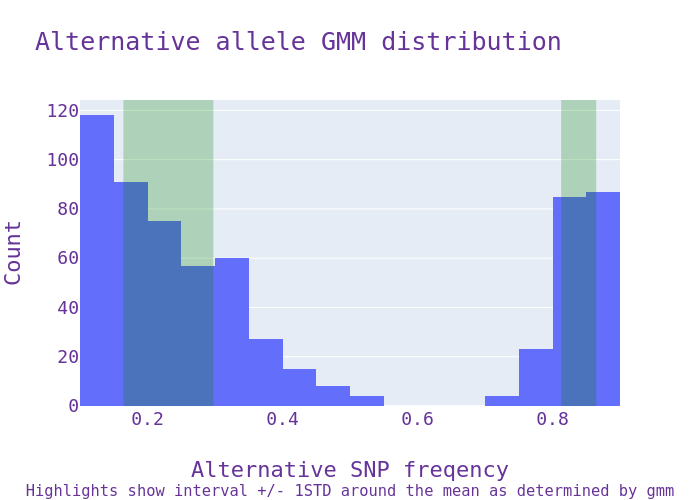 Alternative allele GMM distribution
120
100
80
60
40
20
0
Count
0.2 0.4 0.6 0.8
Alternative SNP freqency
Highlights show interval +/- 1STD around the mean as determined by gmm